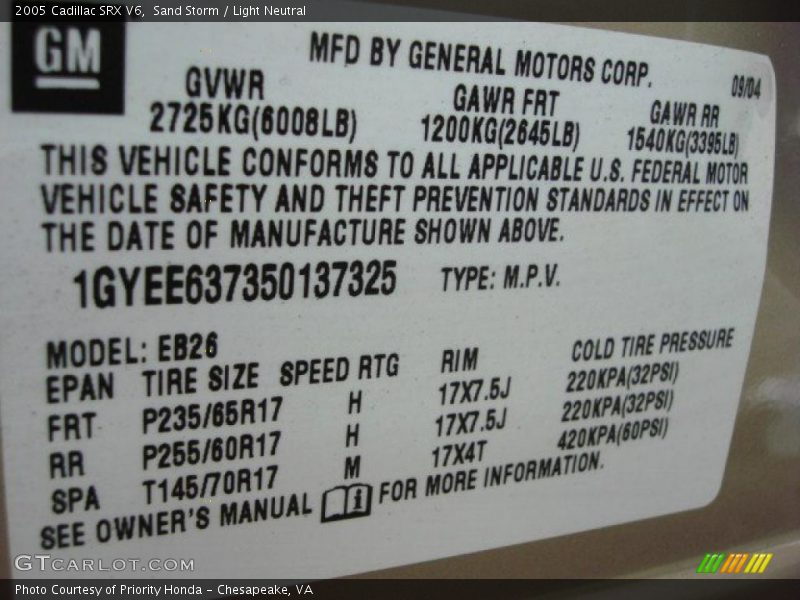 2005 Cadillac SRX V6,  Sand Storm / Light Neutral
GM
MFD BY GENERAL MOTORS CORP.
09/04
GVWR GAWR FRT GAWR RR
2725KG(6008LB) 1200KG(2645LB) 1540KG(3395LB)
THIS VEHICLE CONFORMS TO ALL APPLICABLE U.S. FEDERAL MOTOR
VEHICLE SAFETY AND THEFT PREVENTION STANDARDS IN EFFECT ON
THE DATE OF MANUFACTURE SHOWN ABOVE.
1GYEE637350137325 TYPE: M.P.V.
MODEL: EB26
EPAN TIRE SIZE SPEED RTG RIM COLD TIRE PRESSURE
FRT P235/65R17 H 17X7.5J 220KPA(32PSI)
RR P255/60R17 H 17X7.5J 220KPA(32PSI)
SPA T145/70R17 M 17X4T 420KPA(60PSI)
SEE OWNER'S MANUAL i FOR MORE INFORMATION.
GTCARLOT.COM
Photo Courtesy of Priority Honda - Chesapeake, VA